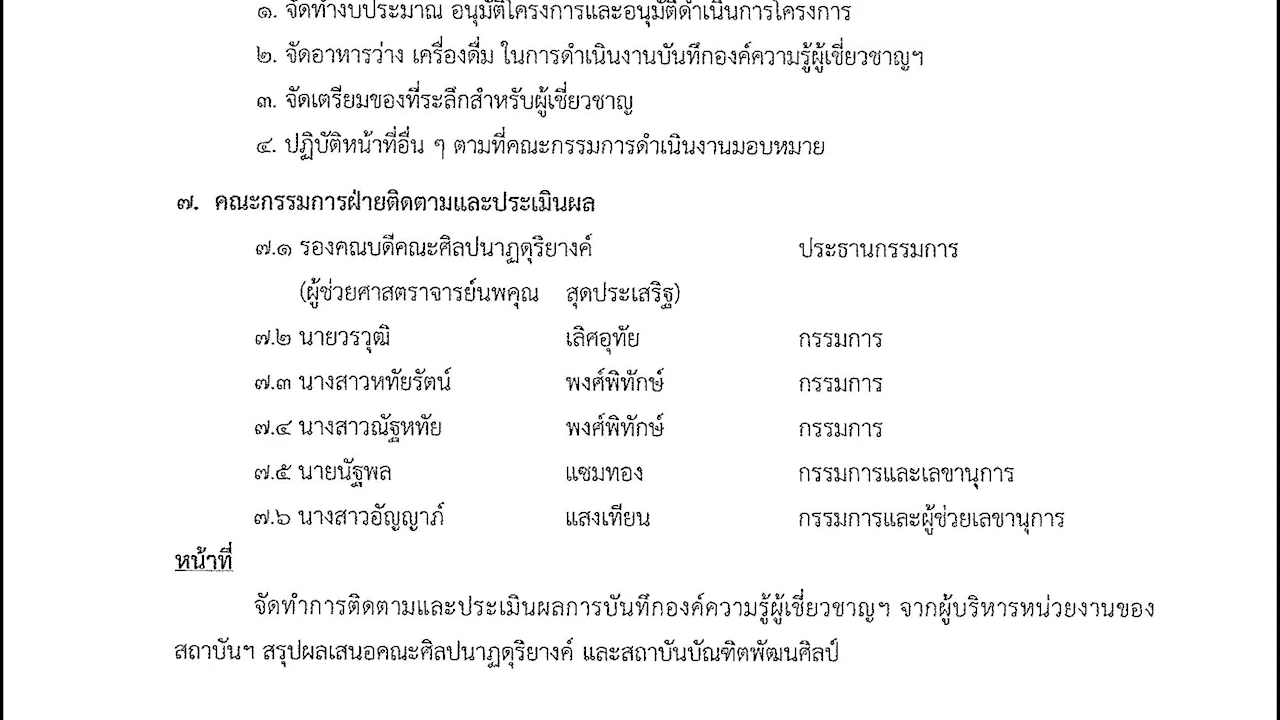 ๑. จัดทำงบประมาณ อนุมัติโครงการและอนุมัติดำเนินการโครงการ
๒. จัดอาหารว่าง เครื่องดื่ม ในการดำเนินงานบันทึกองค์ความรู้ผู้เชี่ยวชาญฯ
๓. จัดเตรียมของที่ระลึกสำหรับผู้เชี่ยวชาญ
๔. ปฏิบัติหน้าที่อื่น ๆ ตามที่คณะกรรมการดำเนินงานมอบหมาย
๗. คณะกรรมการฝ่ายติดตามและประเมินผล
๗.๑ รองคณบดีคณะศิลปนาฏดุริยางค์ ประธานกรรมการ
(ผู้ช่วยศาสตราจารย์นพคุณ สุดประเสริฐ)
๗.๒ นายวรวุฒิ เลิศอุทัย กรรมการ
๗.๓ นางสาวหทัยรัตน์ พงศ์พิทักษ์ กรรมการ
๗.๔ นางสาวณัฐหทัย พงศ์พิทักษ์ กรรมการ
๗.๕ นายนัฐพล แซมทอง กรรมการและเลขานุการ
๗.๖ นางสาวอัญญาภ์ แสงเทียน กรรมการและผู้ช่วยเลขานุการ
หน้าที่
จัดทำการติดตามและประเมินผลการบันทึกองค์ความรู้ผู้เชี่ยวชาญฯ จากผู้บริหารหน่วยงานของ
สถาบันฯ สรุปผลเสนอคณะศิลปนาฏดุริยางค์ และสถาบันบัณฑิตพัฒนศิลป์